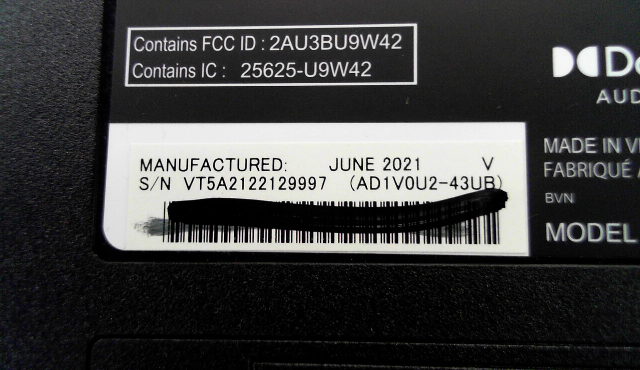 Contains FCC ID : 2AU3BU9W42
Contains IC : 25625-U9W42
AUD
MANUFACTURED: JUNE 2021 V
S/N VT5A2122129997 (AD1V0U2-43UB)
MADE IN V
FABRIQUÉ A
BVN
MODEL